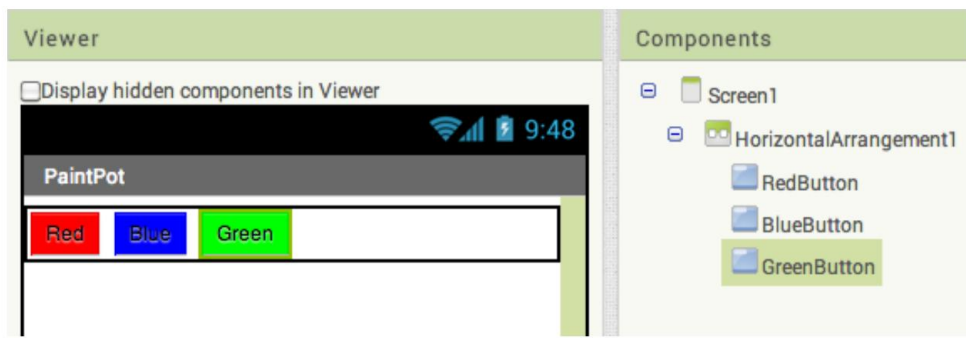 Viewer
Display hidden components in Viewer
9:48
PaintPot
Red Blue Green
Components
Screen1
HorizontalArrangement1
RedButton
BlueButton
GreenButton